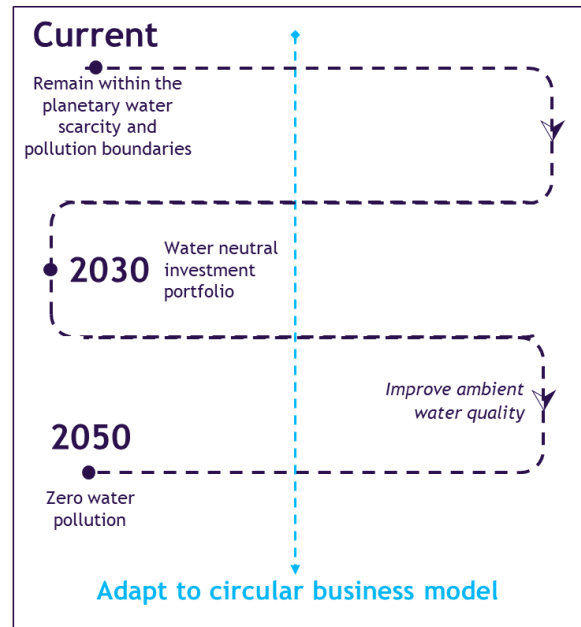 Current
Remain within the
planetary water
scarcity and
pollution boundaries
2030
Water neutral
investment
portfolio
Improve ambient
water quality
2050
Zero water
pollution
Adapt to circular business model